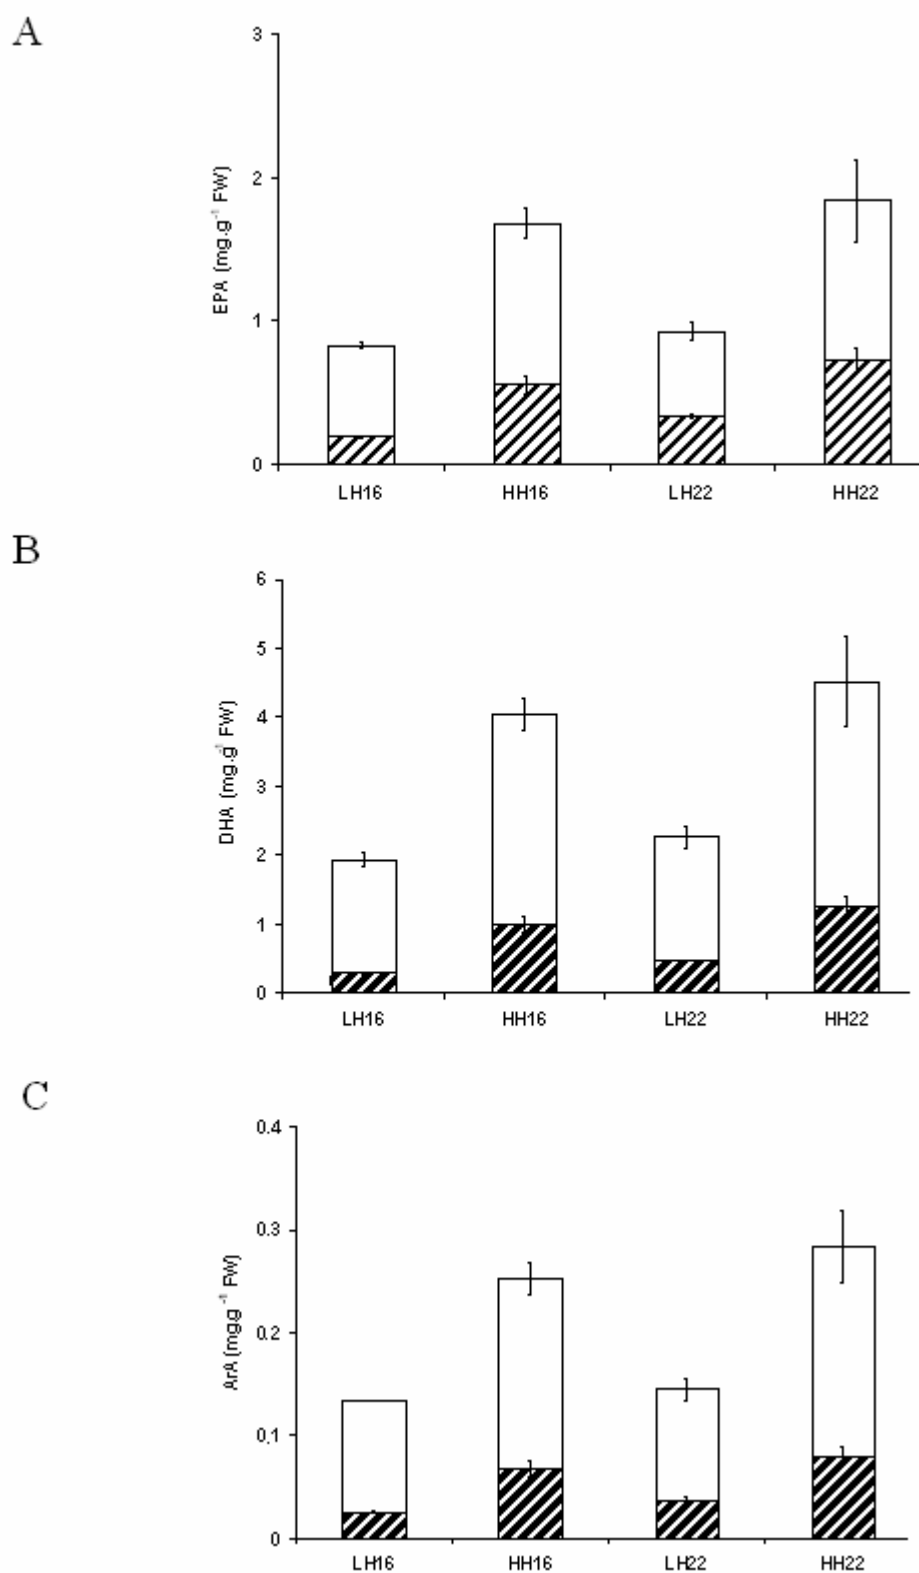 A
3
2
1
0
EPA (mg.g⁻¹ FW)
LH16 HH16 LH22 HH22
B
6
5
4
3
2
1
0
DHA (mg.g⁻¹ FW)
LH16 HH16 LH22 HH22
C
0.4
0.3
0.2
0.1
0
ArA (mg.g⁻¹ FW)
LH16 HH16 LH22 HH22